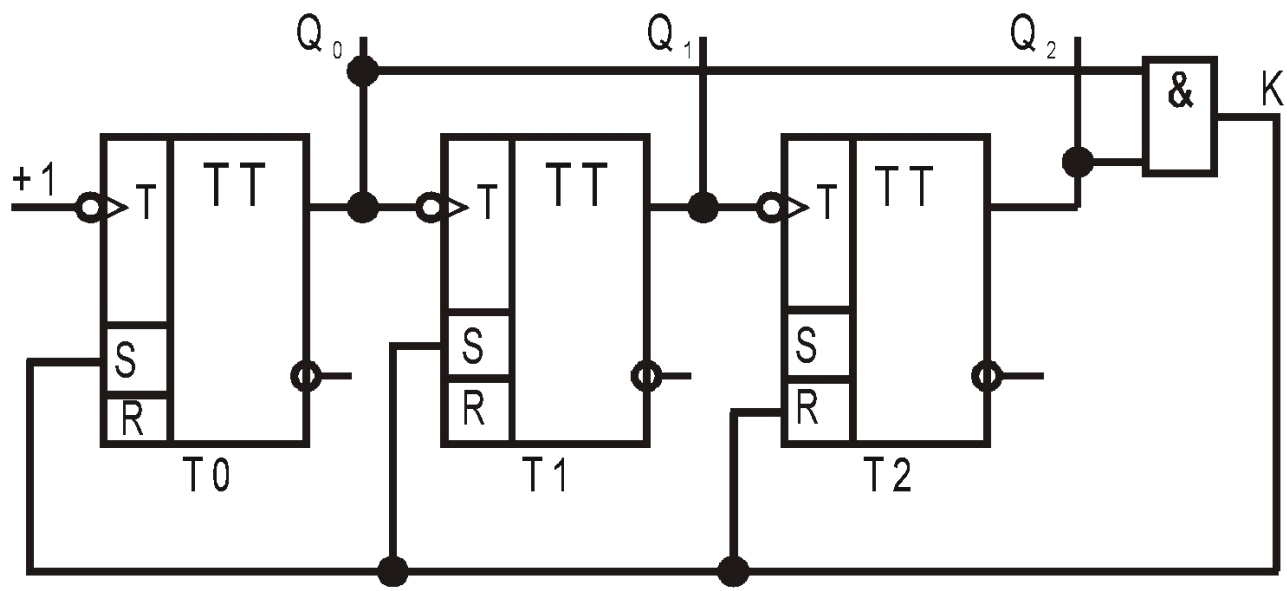 Q0 Q1 Q2
& K
+1 T TT T TT T TT
S S S
R R R
T0 T1 T2